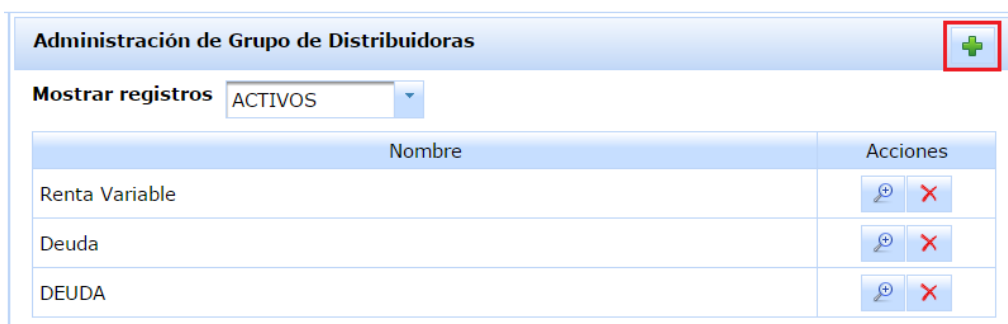 Administración de Grupo de Distribuidoras
Mostrar registros ACTIVOS
Nombre Acciones
Renta Variable
Deuda
DEUDA